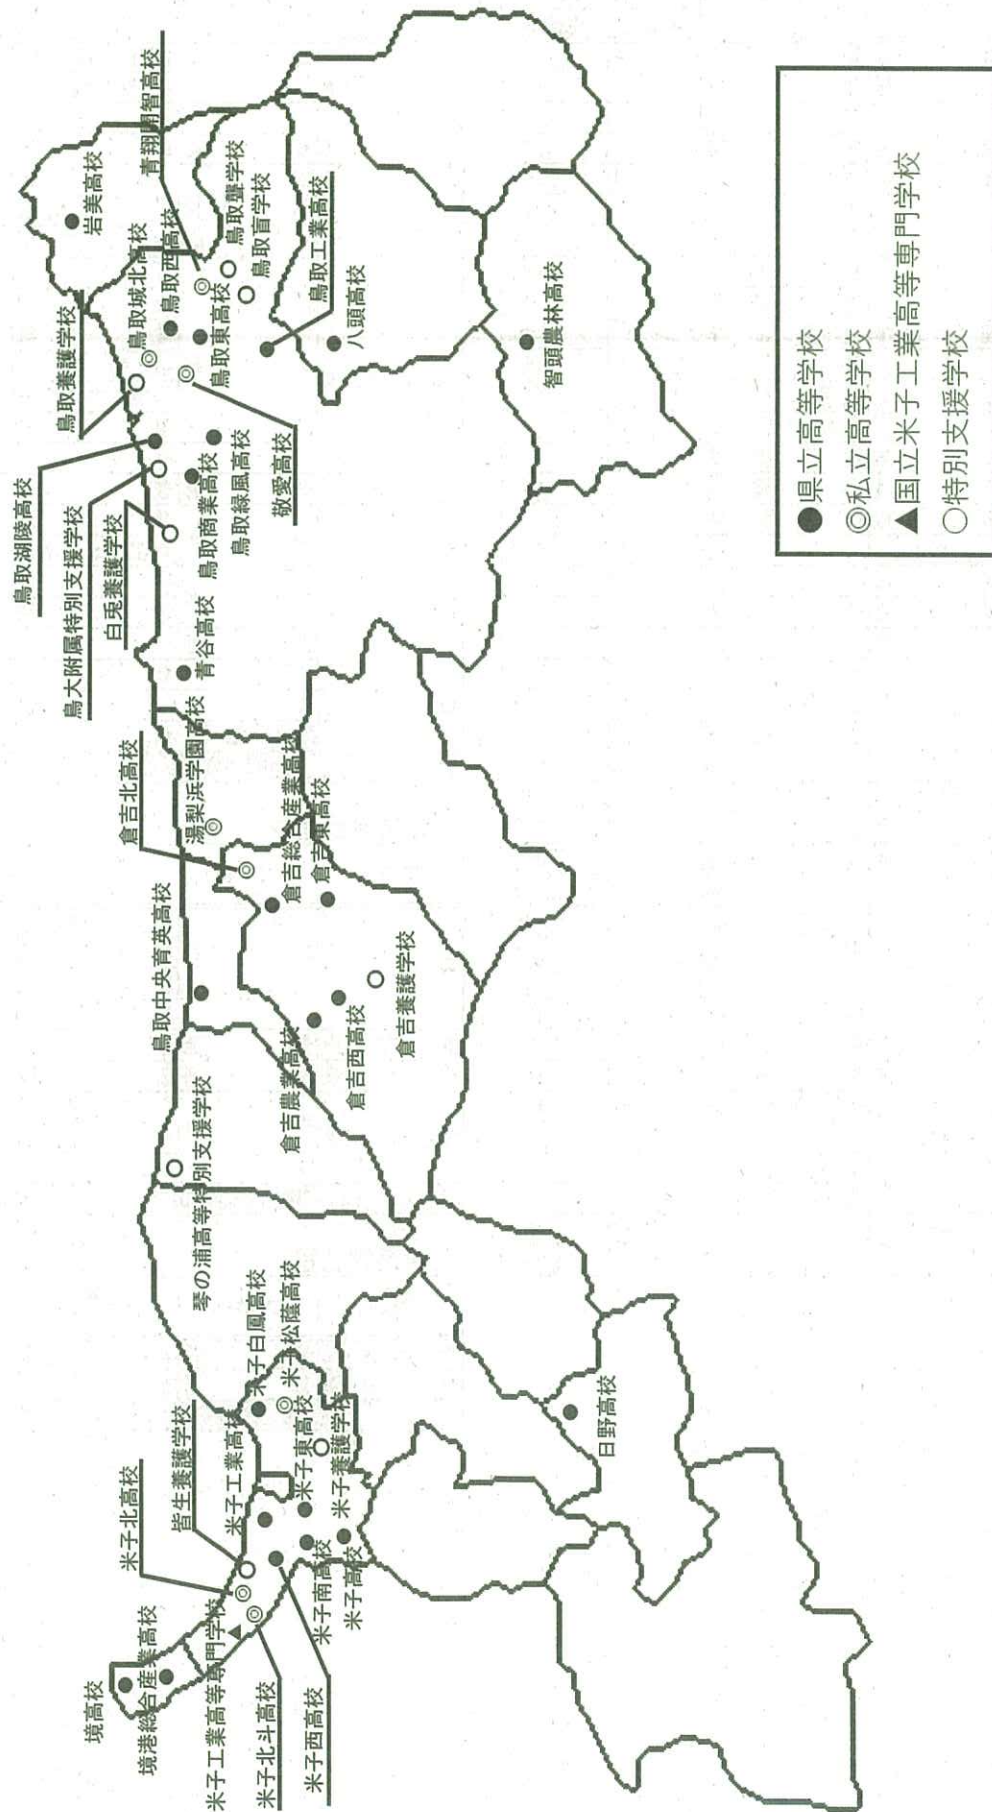 境高校
境港総合産業高校
米子工業高等専門学校
米子北斗高校
米子西高校
米子北高校
皆生養護学校
米子工業高校
米子南高校
米子高校
米子東高校
米子養護学校
米子白鳳高校
米子松蔭高校
日野高校
琴の浦高等特別支援学校
鳥取中央育英高校
倉吉農業高校
倉吉西高校
倉吉養護学校
倉吉北高校
湯梨浜学園高校
倉吉総合産業高校
倉吉東高校
青谷高校
鳥取湖陵高校
鳥大附属特別支援学校
白兎養護学校
鳥取商業高校
鳥取緑風高校
敬愛高校
鳥取養護学校
鳥取城北高校
鳥取西高校
鳥取東高校
鳥取聾学校
鳥取盲学校
鳥取工業高校
青翔開智高校
岩美高校
八頭高校
智頭農林高校
●県立高等学校
◎私立高等学校
▲国立米子工業高等専門学校
○特別支援学校